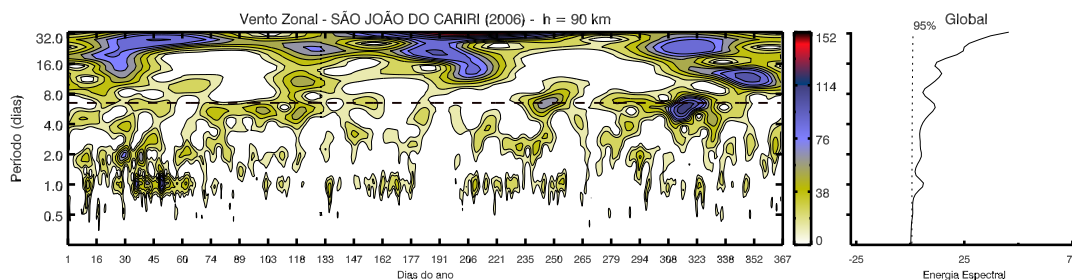 Vento Zonal - SÃO JOÃO DO CARIRI (2006) - h = 90 km
Global
32.0
16.0
8.0
4.0
2.0
1.0
0.5
Período (dias)
1 16 30 45 60 74 89 103 118 133 147 162 177 191 206 221 235 250 265 279 294 308 323 338 352 367
Dias do ano
152
114
76
38
0
95%
-25 25 7
Energia Espectral